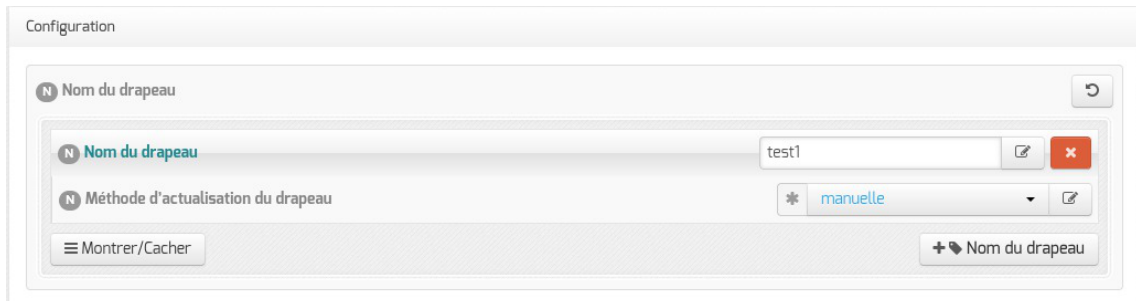 Configuration
N Nom du drapeau
N Nom du drapeau test1
N Méthode d'actualisation du drapeau manuelle
Montrer/Cacher Nom du drapeau